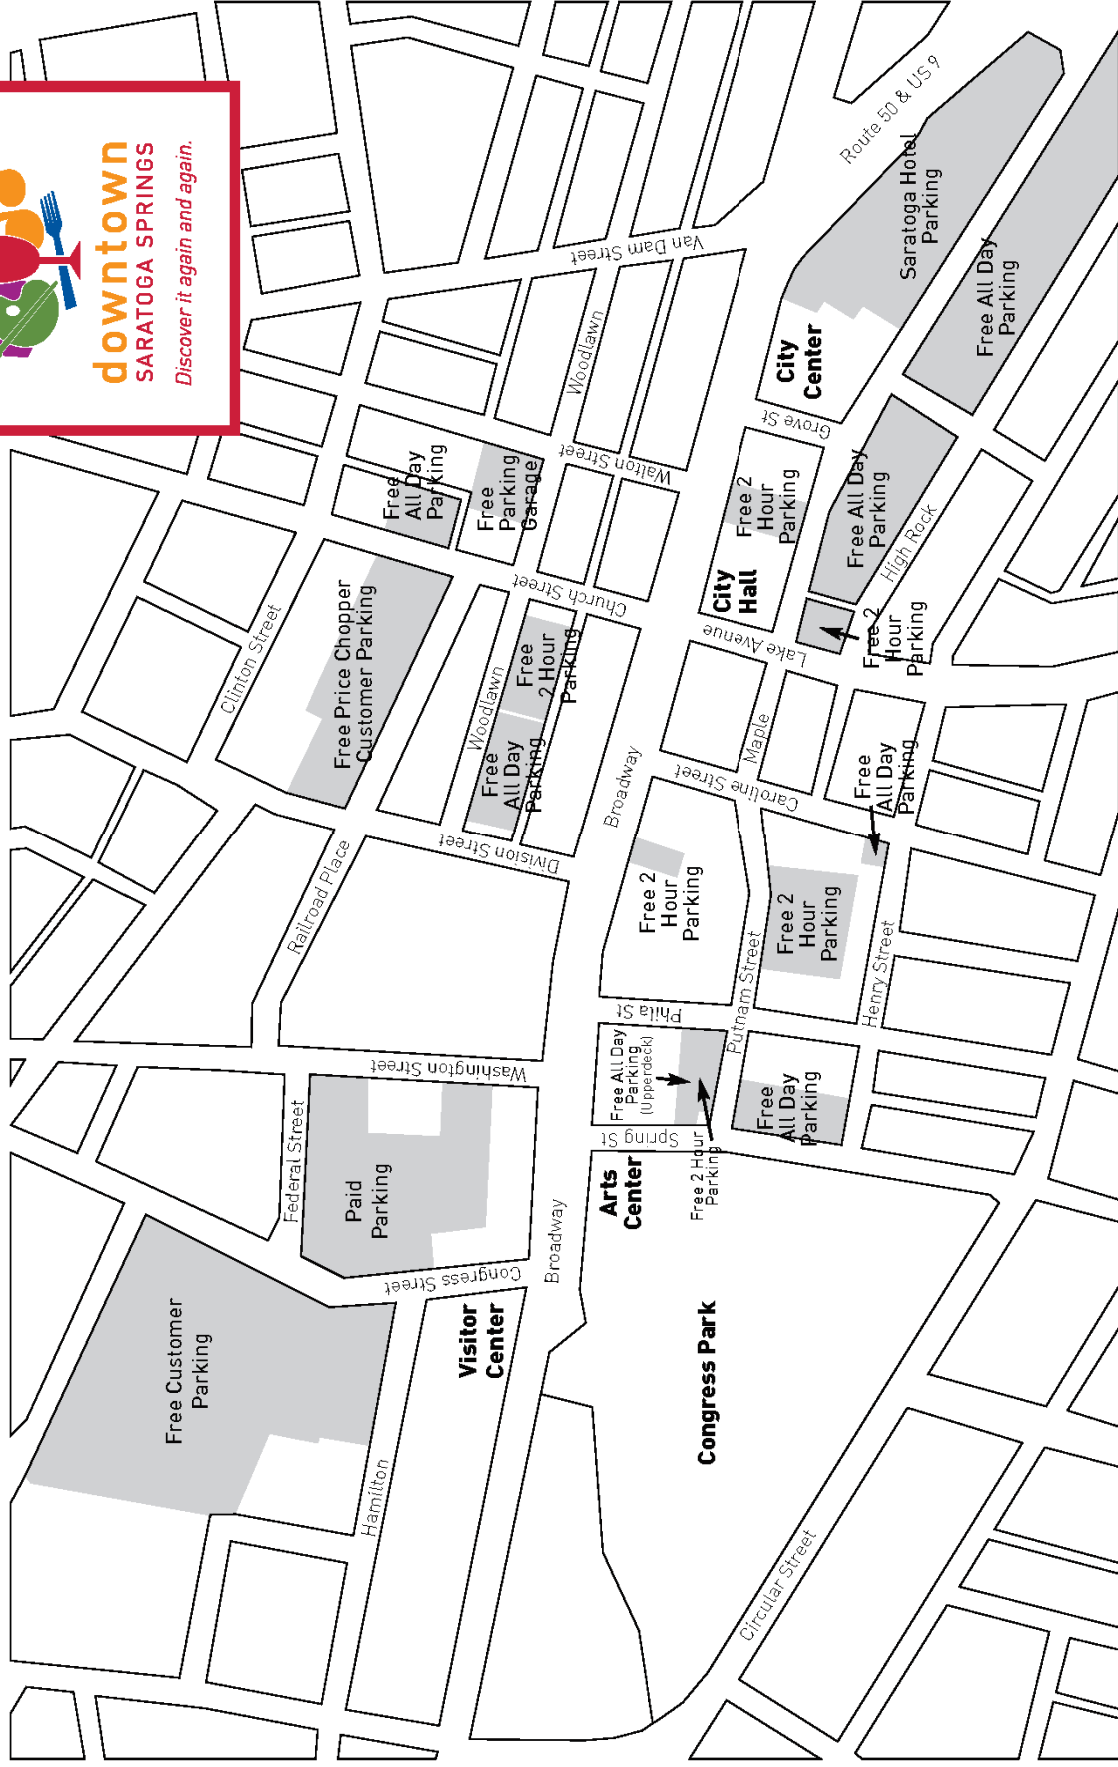 downtown
SARATOGA SPRINGS
Discover it again and again.
Route 50 & US 9
Saratoga Hotel
Parking
Free All Day
Parking
Van Dam Street
Woodlawn
City
Center
Grove St
Walton Street
Free
All Day
Parking
Free
Parking
Garage
Free 2
Hour
Parking
Free All Day
Parking
High Rock
City
Hall
Church Street
Lake Avenue
Free 2
Hour
Parking
Clinton Street
Free Price Chopper
Customer Parking
Woodlawn
Free
2 Hour
Parking
Free
All Day
Parking
Broadway
Maple
Caroline Street
Free
All Day
Parking
Division Street
Railroad Place
Free 2
Hour
Parking
Free 2
Hour
Parking
Henry Street
Putnam Street
Phila St
Washington Street
Free All Day
Parking
(Upperdeck)
Free
All Day
Parking
Spring St
Free 2 Hour
Parking
Federal Street
Paid
Parking
Arts
Center
Broadway
Congress Street
Visitor
Center
Free Customer
Parking
Congress Park
Hamilton
Circular Street